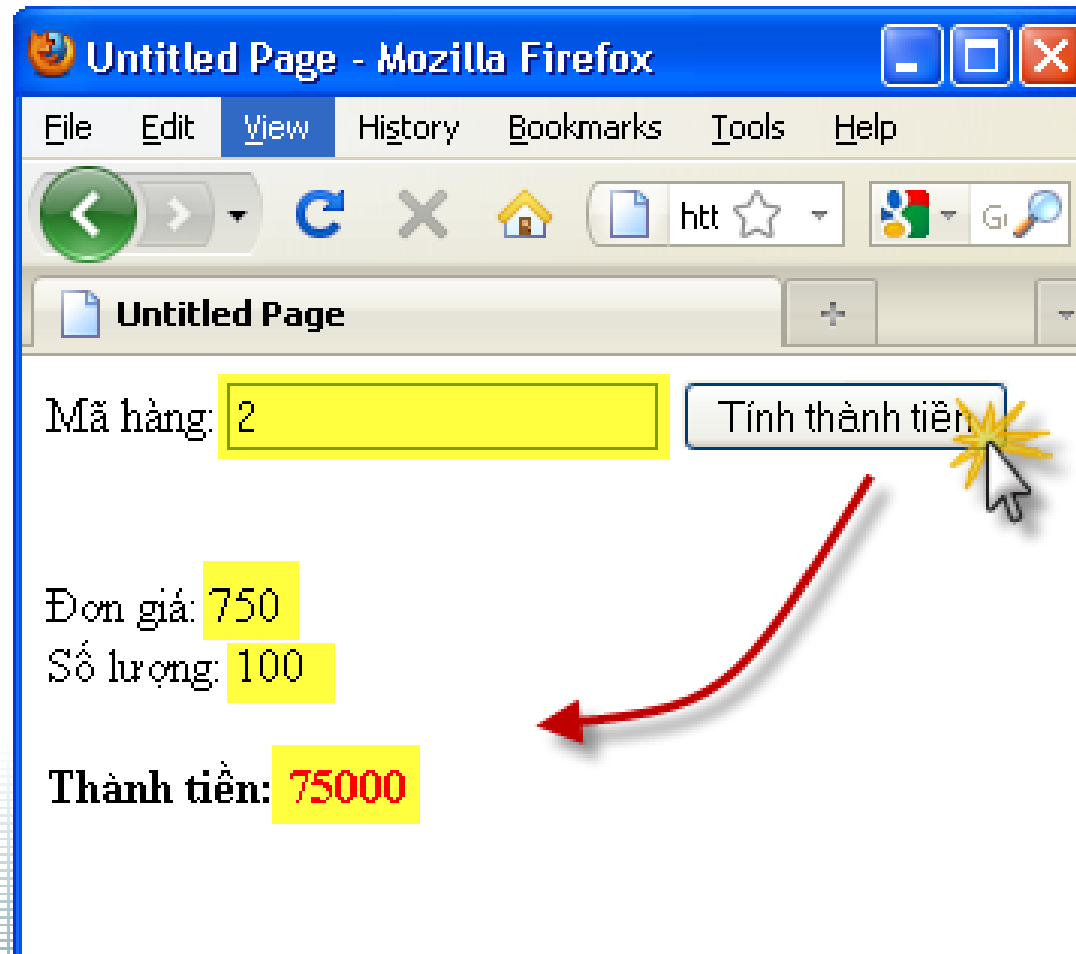 Untitled Page - Mozilla Firefox
File Edit View History Bookmarks Tools Help
htt
Untitled Page
Mã hàng: 2 Tính thành tiền
Đơn giá: 750
Số lượng: 100
Thành tiền: 75000